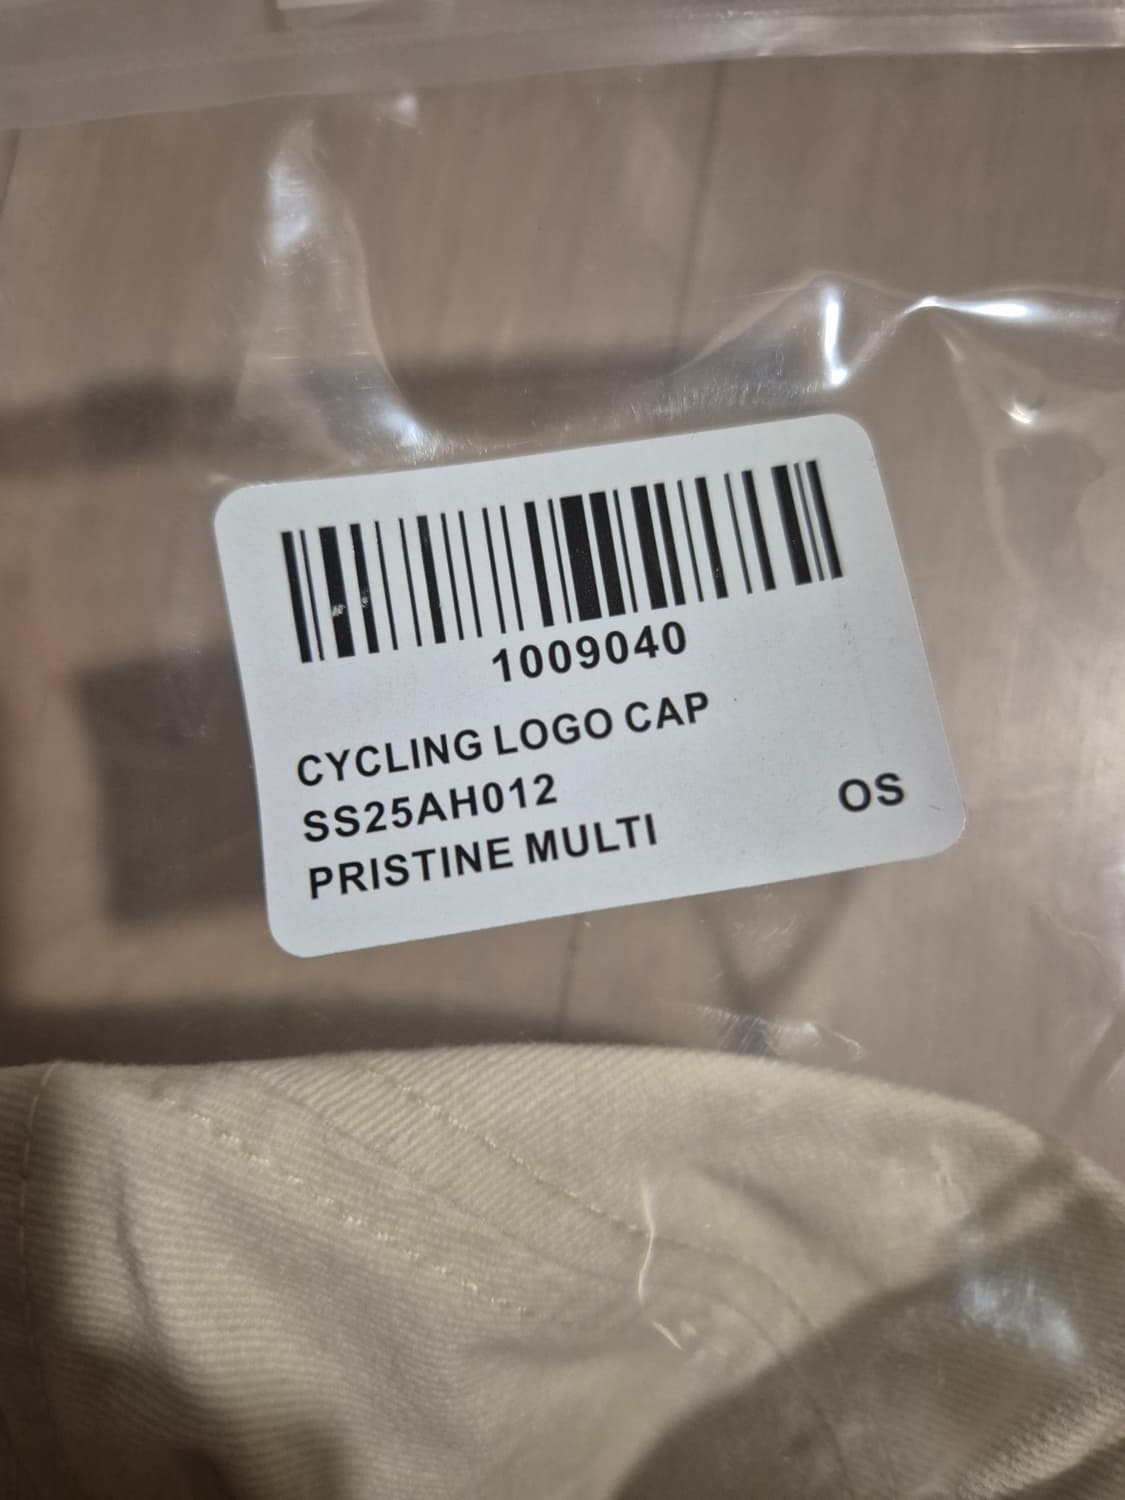 1009040
CYCLING LOGO CAP
SS25AH012
OS
PRISTINE MULTI